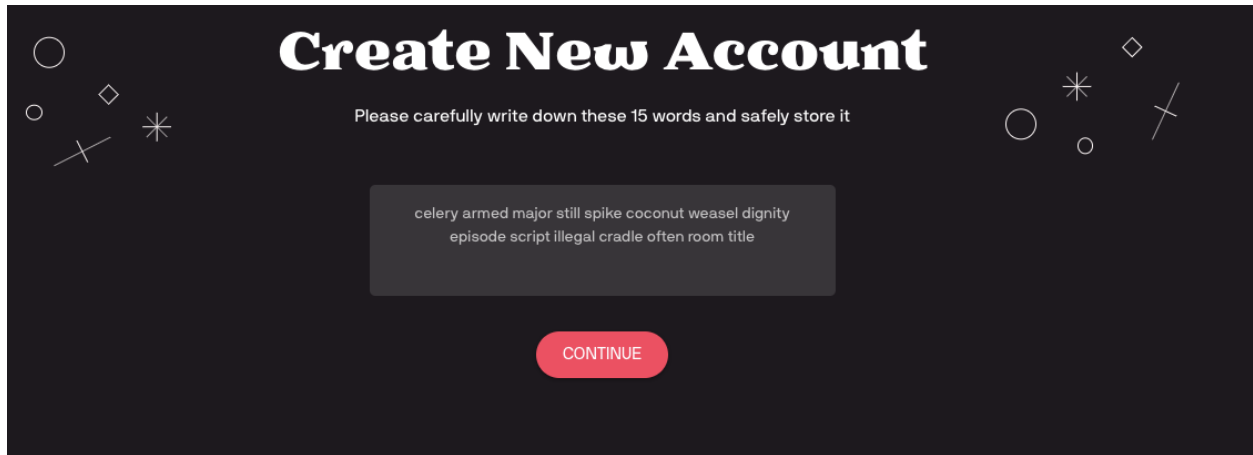 Create New Account
Please carefully write down these 15 words and safely store it
celery armed major still spike coconut weasel dignity
episode script illegal cradle often room title
CONTINUE